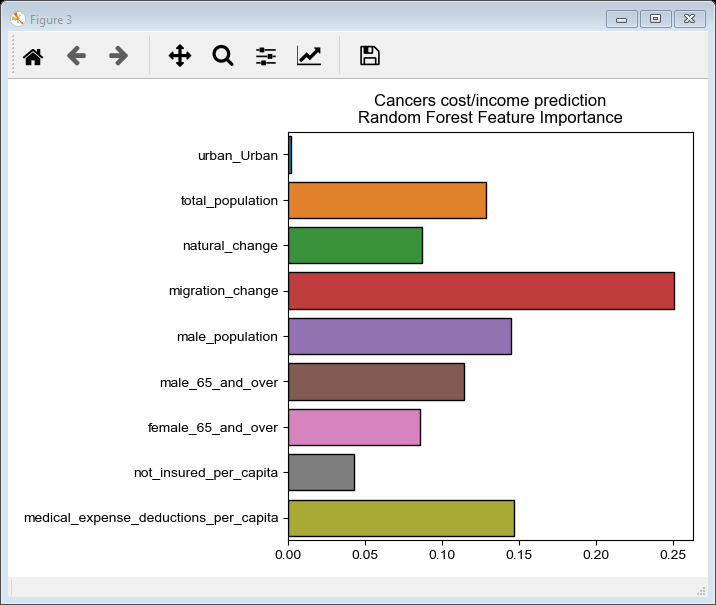 Figure 3
Cancers cost/income prediction
Random Forest Feature Importance
urban_Urban
total_population
natural_change
migration_change
male_population
male_65_and_over
female_65_and_over
not_insured_per_capita
medical_expense_deductions_per_capita
0.00 0.05 0.10 0.15 0.20 0.25